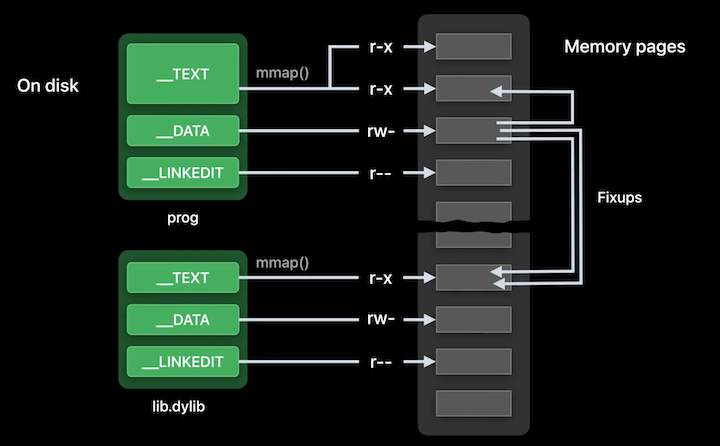 On disk
__TEXT
__DATA
__LINKEDIT
prog
mmap()
r-x
r-x
rw-
r--
Memory pages
Fixups
__TEXT
__DATA
__LINKEDIT
lib.dylib
mmap()
r-x
rw-
r--